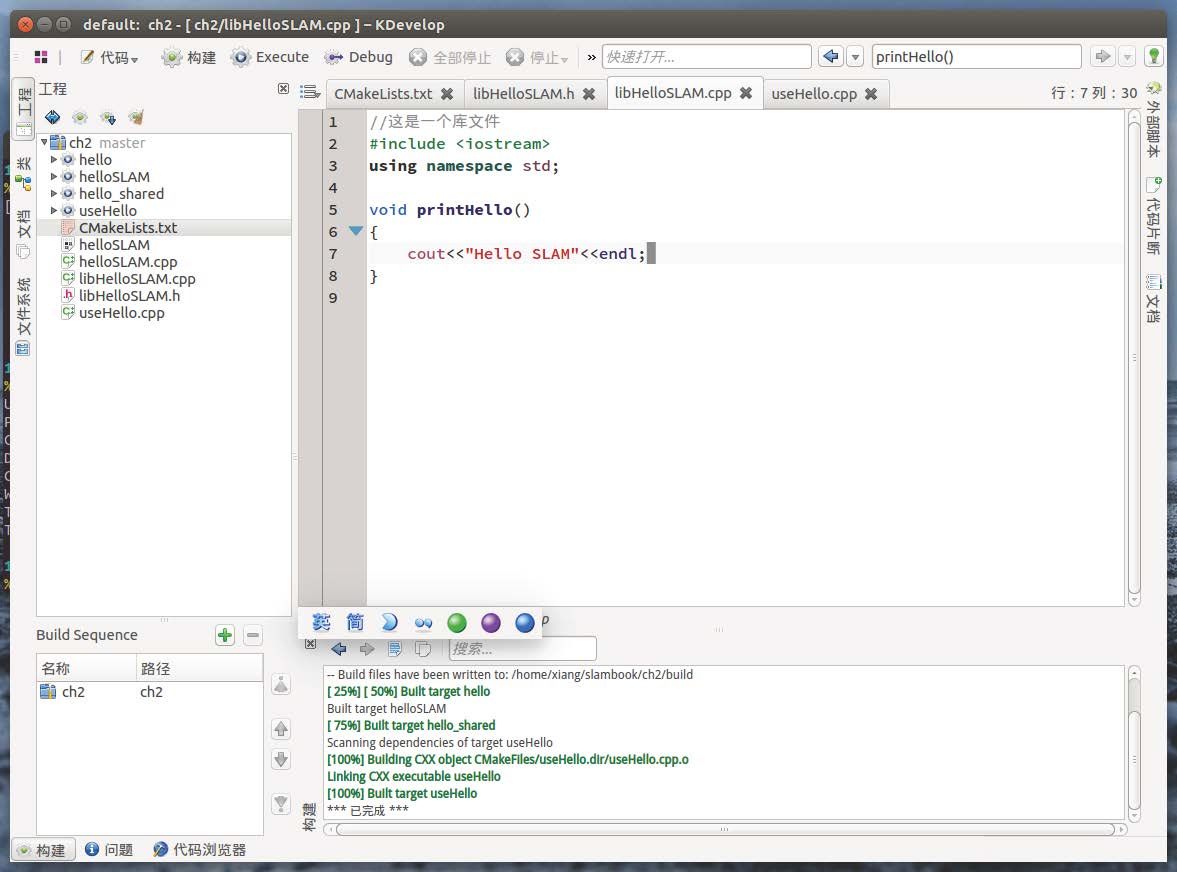 default: ch2 - [ ch2/libHelloSLAM.cpp ] – KDevelop
代码 构建 Execute Debug 全部停止 停止 » 快速打开... printHello()
工程
CMakeLists.txt libHelloSLAM.h libHelloSLAM.cpp useHello.cpp 行：7 列：30
工程
类
文档
文件系统
ch2 master
hello
helloSLAM
hello_shared
useHello
CMakeLists.txt
helloSLAM
helloSLAM.cpp
libHelloSLAM.cpp
libHelloSLAM.h
useHello.cpp
1 //这是一个库文件
2 #include <iostream>
3 using namespace std;
4
5 void printHello()
6 {
7 cout<<"Hello SLAM"<<endl;
8 }
9
外部脚本
代码片断
文档
英 简
Build Sequence
名称 路径
ch2 ch2
搜索...
构建
-- Build files have been written to: /home/xiang/slambook/ch2/build
[ 25%] [ 50%] Built target hello
Built target helloSLAM
[ 75%] Built target hello_shared
Scanning dependencies of target useHello
[100%] Building CXX object CMakeFiles/useHello.dir/useHello.cpp.o
Linking CXX executable useHello
[100%] Built target useHello
*** 已完成 ***
构建 问题 代码浏览器